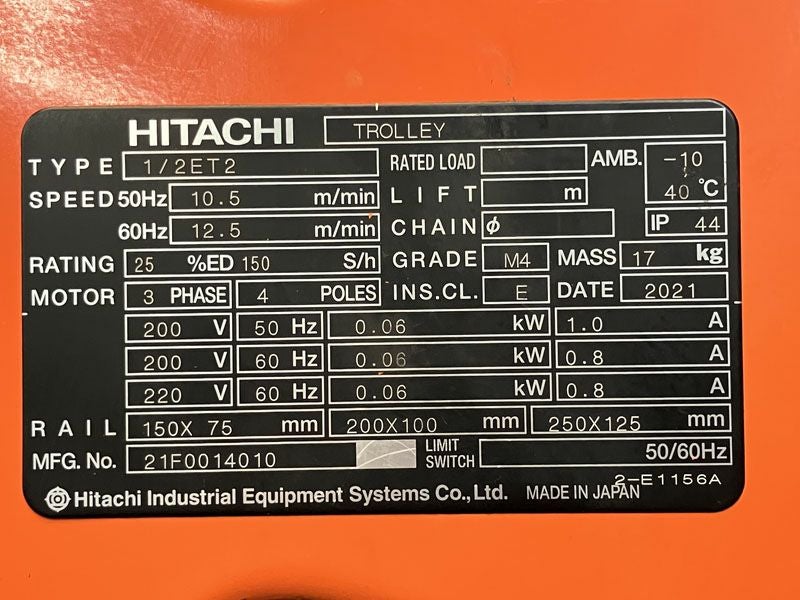 HITACHI TROLLEY
TYPE 1/2ET2 RATED LOAD AMB. -10
40 °C
SPEED 50Hz 10.5 m/min LIFT m
60Hz 12.5 m/min CHAIN ϕ IP 44
RATING 25 %ED 150 S/h GRADE M4 MASS 17 kg
MOTOR 3 PHASE 4 POLES INS.CL. E DATE 2021
200 V 50 Hz 0.06 kW 1.0 A
200 V 60 Hz 0.06 kW 0.8 A
220 V 60 Hz 0.06 kW 0.8 A
RAIL 150X 75 mm 200X100 mm 250X125 mm
MFG. No. 21F0014010 LIMIT SWITCH 50/60Hz
2-E1156A
Hitachi Industrial Equipment Systems Co., Ltd. MADE IN JAPAN